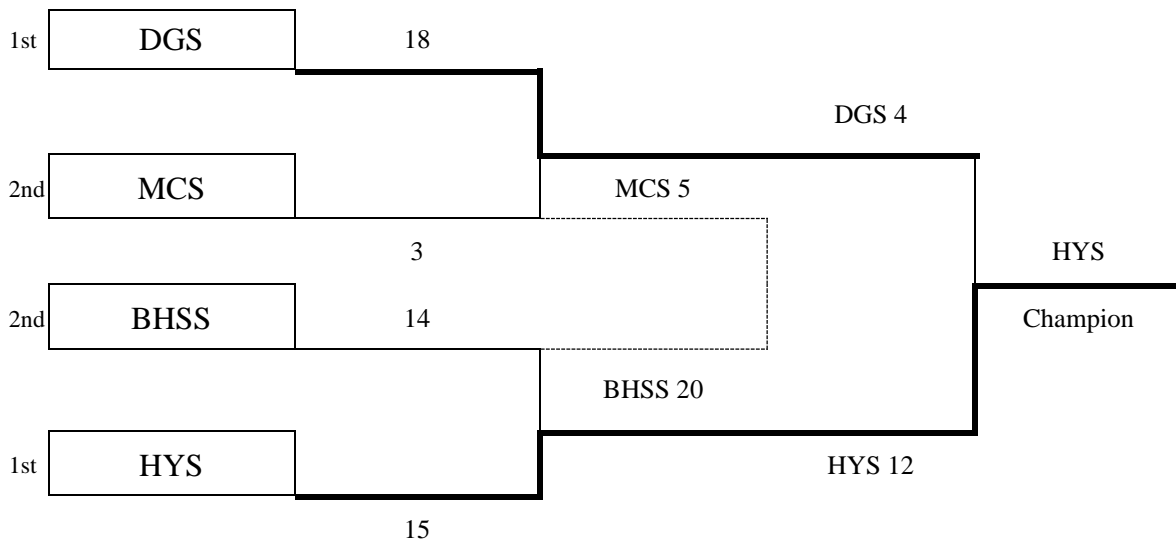 1st DGS 18
DGS 4
2nd MCS MCS 5
3 HYS
2nd BHSS 14 Champion
BHSS 20
1st HYS HYS 12
15